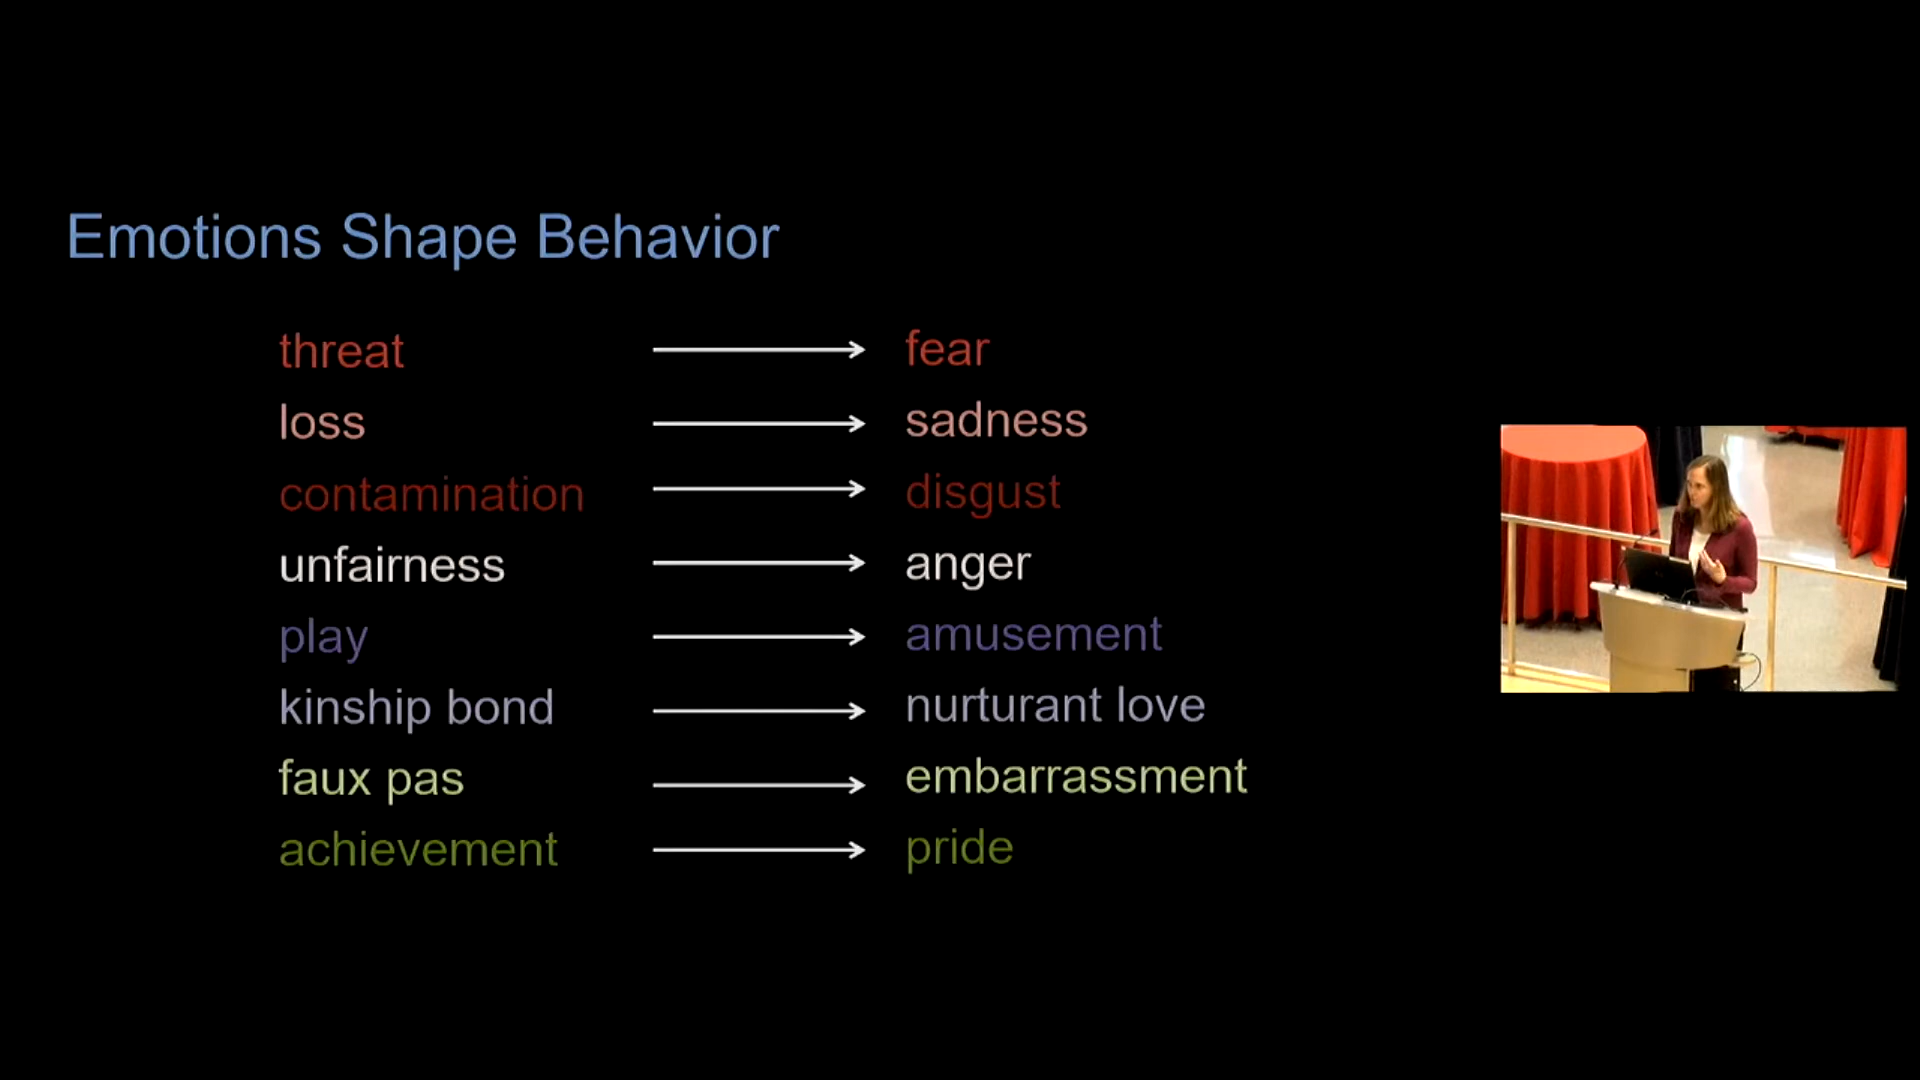 Emotions Shape Behavior
threat fear
loss sadness
contamination disgust
unfairness anger
play amusement
kinship bond nurturant love
faux pas embarrassment
achievement pride